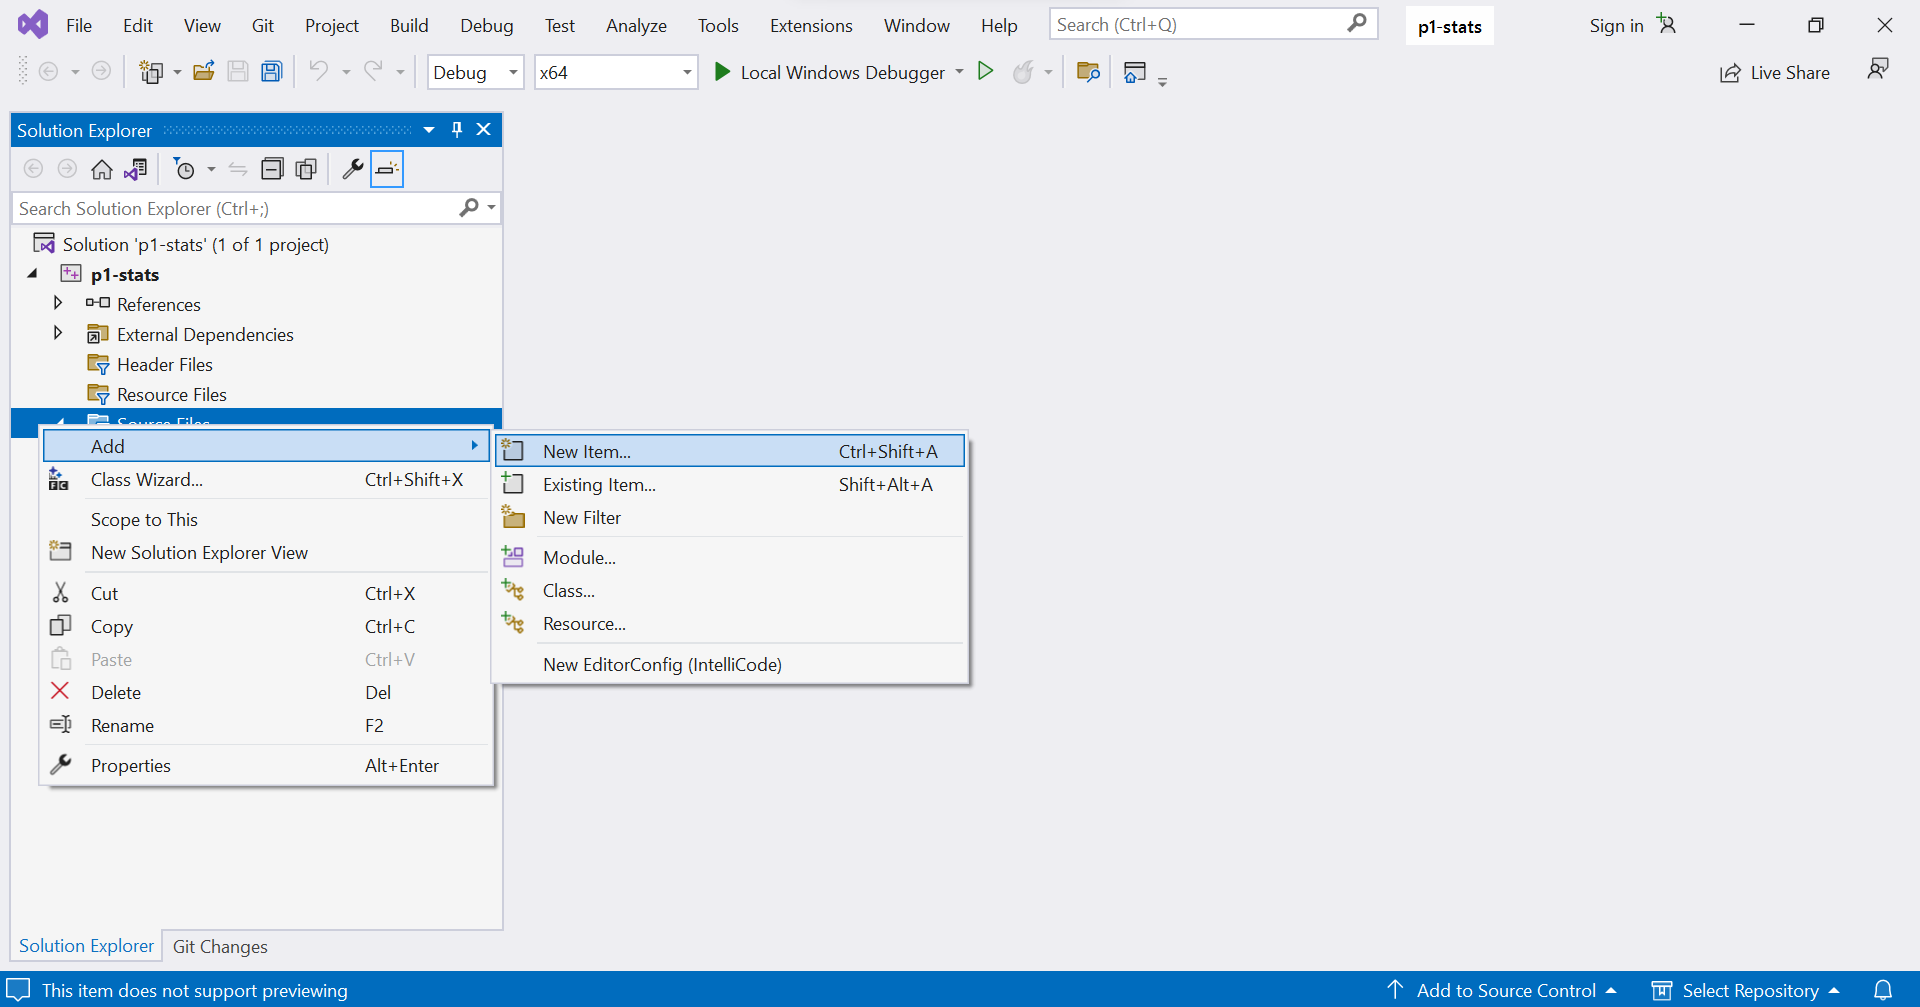 File Edit View Git Project Build Debug Test Analyze Tools Extensions Window Help Search (Ctrl+Q) p1-stats Sign in
Debug x64 Local Windows Debugger Live Share
Solution Explorer
Search Solution Explorer (Ctrl+;)
Solution 'p1-stats' (1 of 1 project)
p1-stats
References
External Dependencies
Header Files
Resource Files
Source Files
Add
Class Wizard... Ctrl+Shift+X
Scope to This
New Solution Explorer View
Cut Ctrl+X
Copy Ctrl+C
Paste Ctrl+V
Delete Del
Rename F2
Properties Alt+Enter
New Item... Ctrl+Shift+A
Existing Item... Shift+Alt+A
New Filter
Module...
Class...
Resource...
New EditorConfig (IntelliCode)
Solution Explorer Git Changes
This item does not support previewing Add to Source Control Select Repository